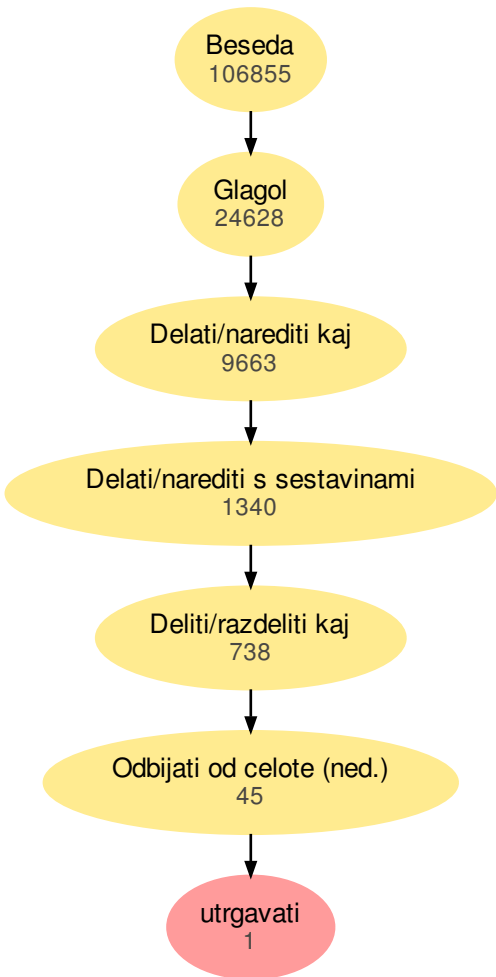 Beseda
106855
Glagol
24628
Delati/narediti kaj
9663
Delati/narediti s sestavinami
1340
Deliti/razdeliti kaj
738
Odbijati od celote (ned.)
45
utrgavati
1